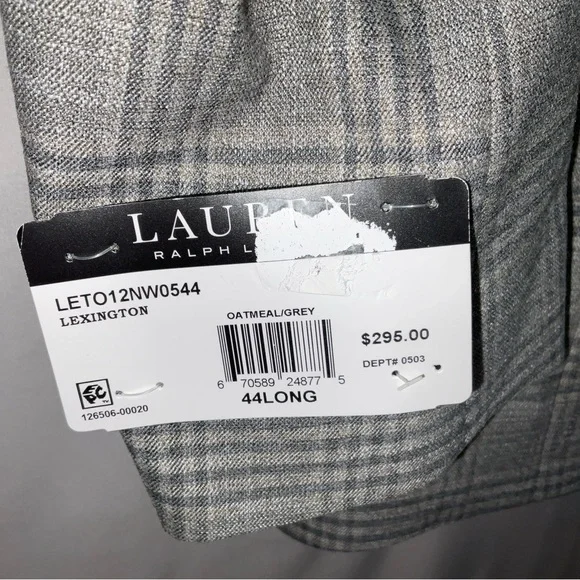 LAUREN
RALPH L
LETO12NW0544
LEXINGTON
OATMEAL/GREY
$295.00
DEPT# 0503
6 70589 24877 5
44LONG
126506-00020